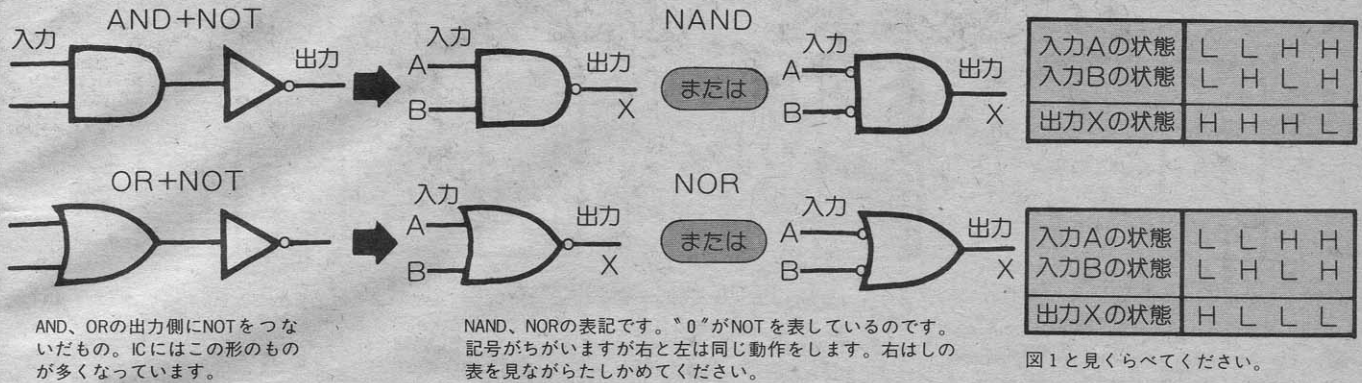 AND+NOT
入力
出力
NAND
入力
A
B
出力
X
または
入力
A
B
出力
X
入力Aの状態 L L H H
入力Bの状態 L H L H
出力Xの状態 H H H L
OR+NOT
NOR
入力
A
B
出力
X
または
入力
A
B
出力
X
入力Aの状態 L L H H
入力Bの状態 L H L H
出力Xの状態 H L L L
AND、ORの出力側にNOTをつな
いだもの。ICにはこの形のもの
が多くなっています。
NAND、NORの表記です。〝0〟がNOTを表しているのです。
記号がちがいますが右と左は同じ動作をします。右はしの
表を見ながらたしかめてください。
図1と見くらべてください。